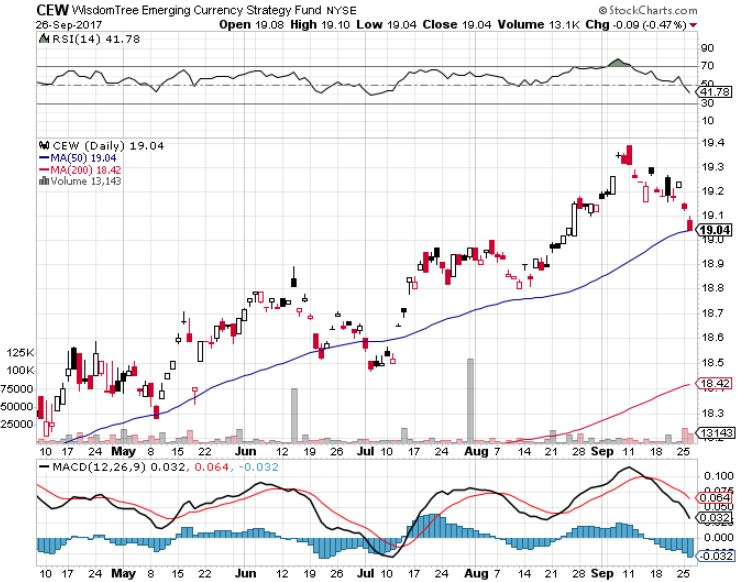 CEW WisdomTree Emerging Currency Strategy Fund NYSE © StockCharts.com
26-Sep-2017 Open 19.08 High 19.10 Low 19.04 Close 19.04 Volume 13.1K Chg -0.09 (-0.47%)
RSI(14) 41.78
90
70
50
41.78
30
10
CEW (Daily) 19.04
MA(50) 19.04
MA(200) 18.42
Volume 13,143
19.4
19.3
19.2
19.1
19.04
19.0
18.9
18.8
18.7
18.6
18.5
18.42
18.3
13143
125K
100K
75000
50000
25000
10 17 24 May 8 15 22 Jun 12 19 26 Jul 10 17 24 Aug 7 14 21 28 Sep 11 18 25
MACD(12,26,9) 0.032, 0.064, -0.032
0.100
0.075
0.064
0.050
0.032
0.000
-0.032
10 17 24 May 8 15 22 Jun 12 19 26 Jul 10 17 24 Aug 7 14 21 28 Sep 11 18 25